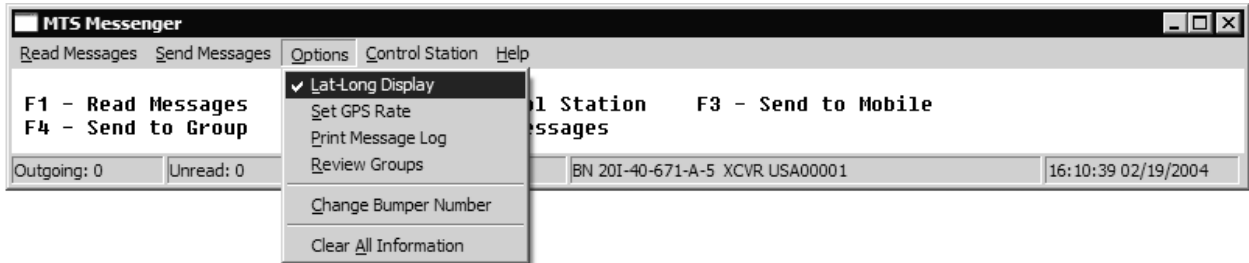 MTS Messenger
Read Messages Send Messages Options Control Station Help
F1 - Read Messages l Station F3 - Send to Mobile
F4 - Send to Group essages
Outgoing: 0 Unread: 0 BN 20I-40-671-A-5 XCVR USA00001 16:10:39 02/19/2004
Lat-Long Display
Set GPS Rate
Print Message Log
Review Groups
Change Bumper Number
Clear All Information